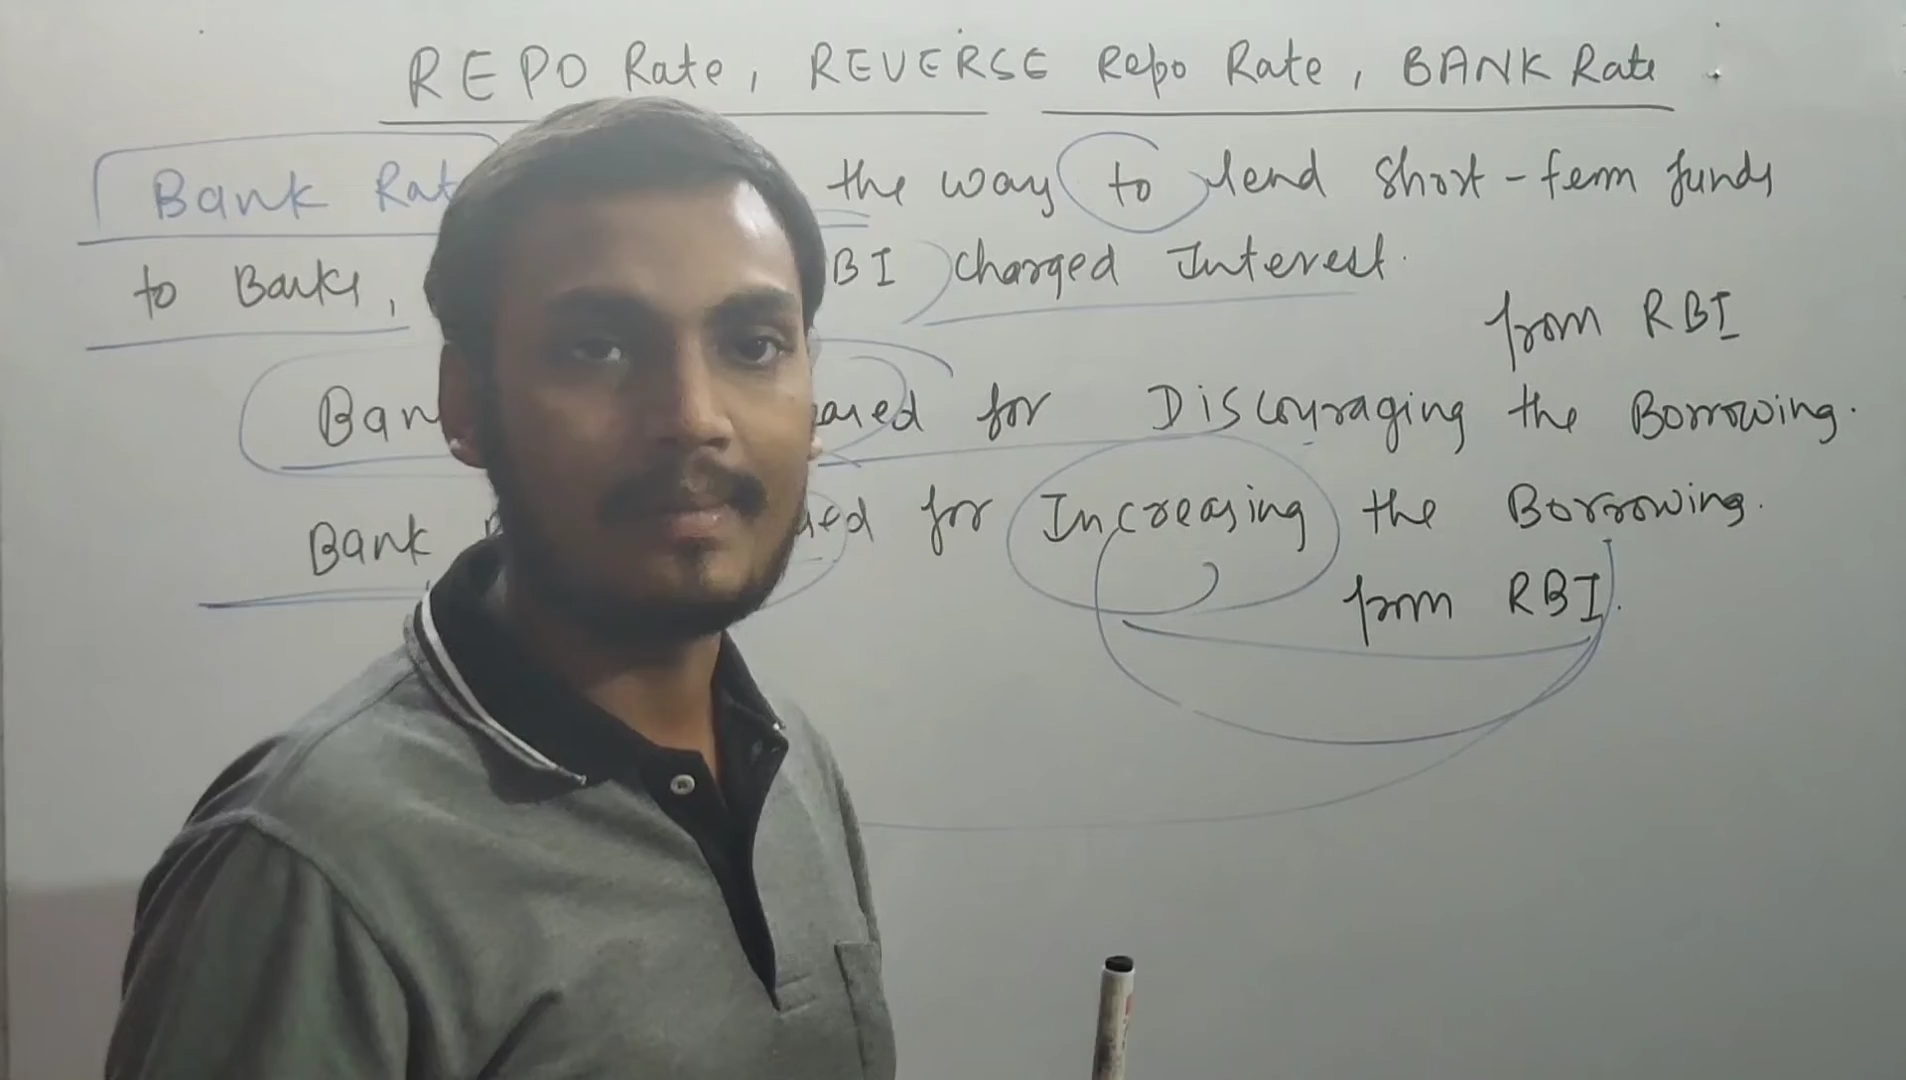 REPO Rate, REVERSE Repo Rate, BANK Rate
Bank Rat the way to lend short-term funds
to Banks, BI charged Interest.
from RBI
Ban ased for Discouraging the Borrowing.
Bank for Increasing the Borrowing.
from RBI.